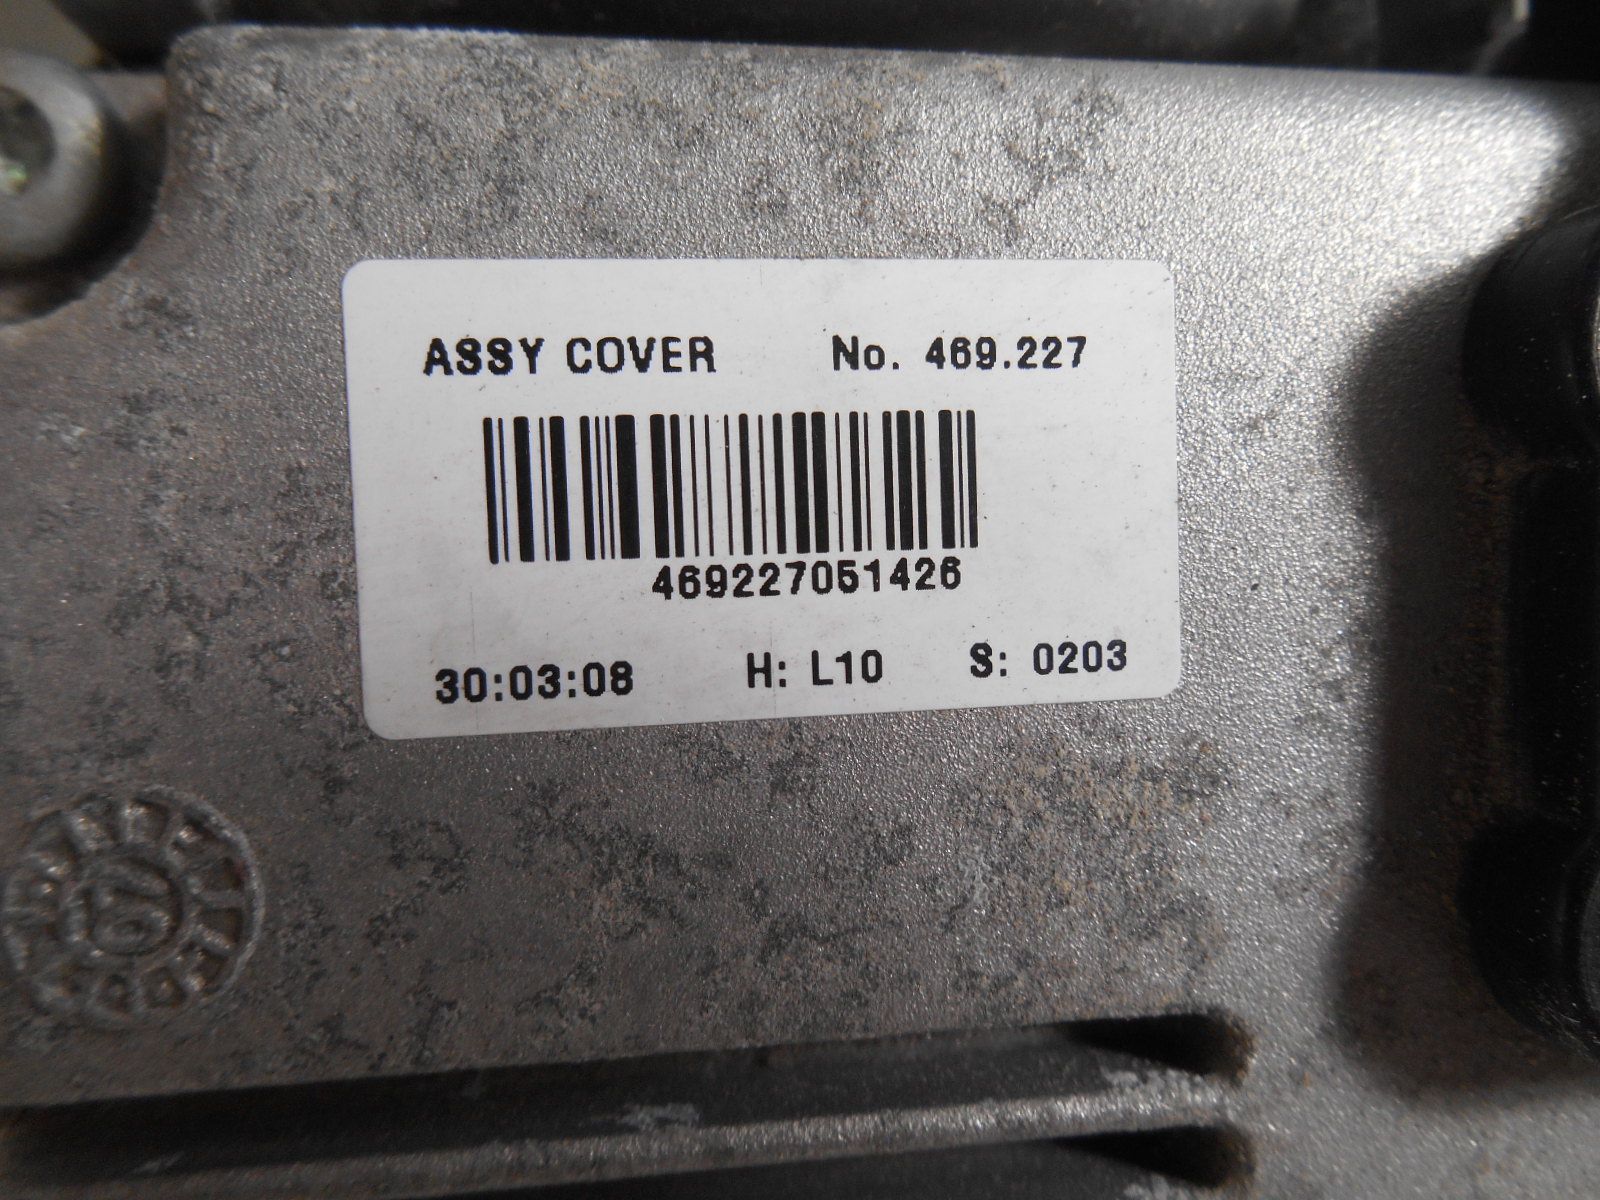 ASSY COVER No. 469.227
469227051426
30:03:08 H: L10 S: 0203